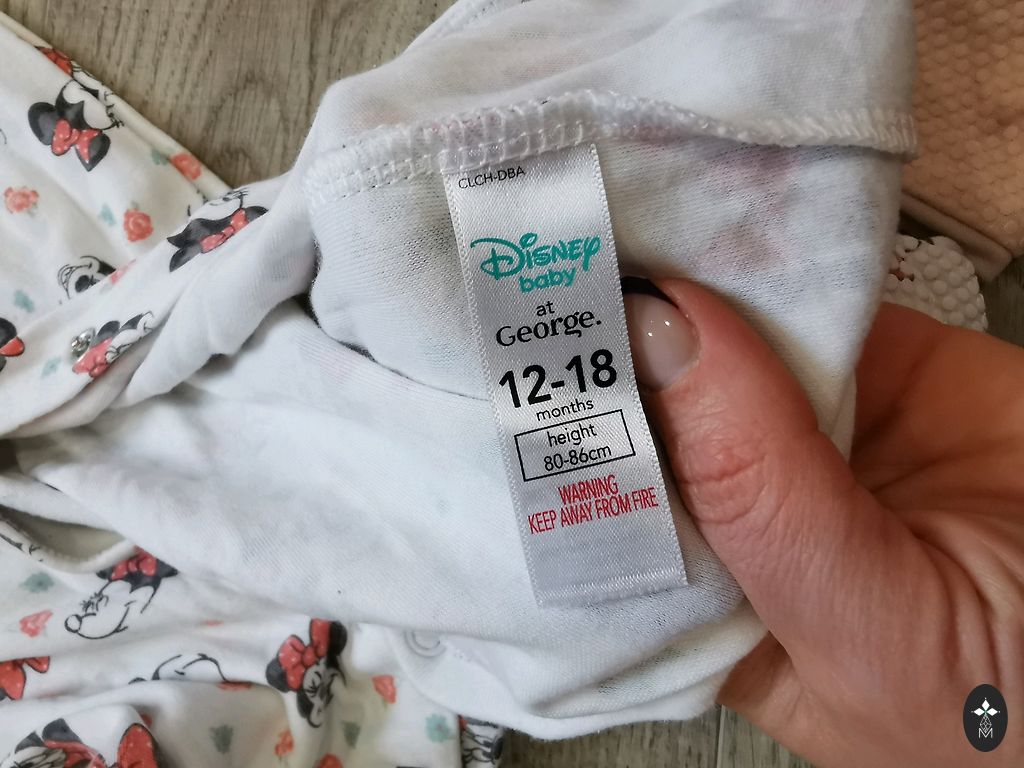 CLCH-DBA
Disney
baby
at
George.
12-18
months
height
80-86cm
WARNING
KEEP AWAY FROM FIRE
M